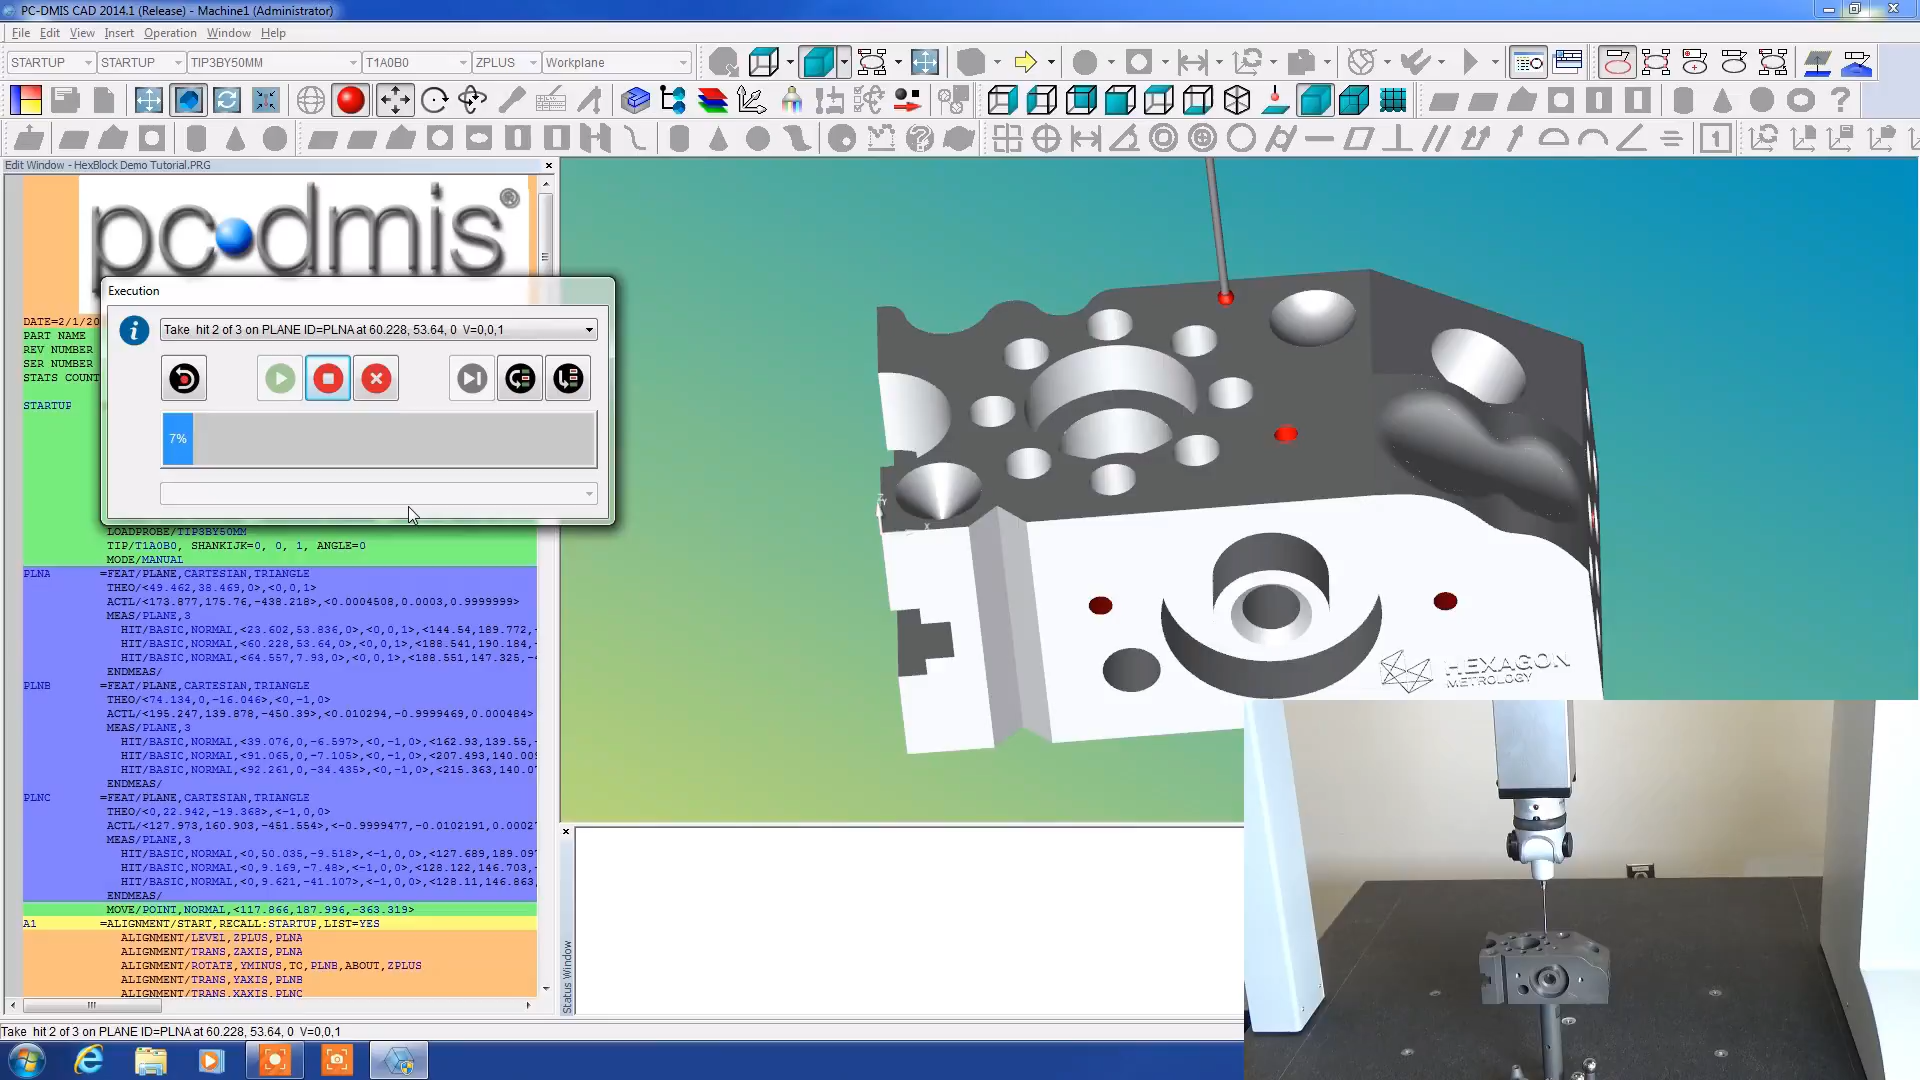 PC-DMIS CAD 2014.1 (Release) - Machine1 (Administrator)
File Edit View Insert Operation Window Help
STARTUP STARTUP TIP3BY50MM T1A0B0 ZPLUS Workplane
Edit Window - HexBlock Demo Tutorial.PRG
pc dmis®
Execution
Take hit 2 of 3 on PLANE ID=PLNA at 60.228, 53.64, 0 V=0,0,1
7%
DATE=2/1/20
PART NAME
REV NUMBER
SER NUMBER
STATS COUNT
STARTUP
LOADPROBE/TIP3BY50MM
TIP/T1A0B0, SHANKIJK=0, 0, 1, ANGLE=0
MODE/MANUAL
PLNA =FEAT/PLANE,CARTESIAN,TRIANGLE
THEO/<49.462,38.469,0>,<0,0,1>
ACTL/<173.877,175.76,-438.218>,<0.0004508,0.0003,0.9999999>
MEAS/PLANE,3
HIT/BASIC,NORMAL,<23.602,53.836,0>,<0,0,1>,<144.54,189.772,-
HIT/BASIC,NORMAL,<60.228,53.64,0>,<0,0,1>,<188.541,190.184,-
HIT/BASIC,NORMAL,<64.557,7.93,0>,<0,0,1>,<188.551,147.325,-4
ENDMEAS/
PLNB =FEAT/PLANE,CARTESIAN,TRIANGLE
THEO/<74.134,0,-16.046>,<0,-1,0>
ACTL/<195.247,139.878,-450.39>,<0.010294,-0.9999469,0.000484>
MEAS/PLANE,3
HIT/BASIC,NORMAL,<39.076,0,-6.597>,<0,-1,0>,<162.93,139.55,-
HIT/BASIC,NORMAL,<91.065,0,-7.105>,<0,-1,0>,<207.493,140.009
HIT/BASIC,NORMAL,<92.261,0,-34.435>,<0,-1,0>,<215.363,140.07
ENDMEAS/
PLNC =FEAT/PLANE,CARTESIAN,TRIANGLE
THEO/<0,22.942,-19.368>,<-1,0,0>
ACTL/<127.973,160.903,-451.554>,<-0.9999477,-0.0102191,0.0002
MEAS/PLANE,3
HIT/BASIC,NORMAL,<0,50.035,-9.518>,<-1,0,0>,<127.689,189.097
HIT/BASIC,NORMAL,<0,9.169,-7.48>,<-1,0,0>,<128.122,146.703,-
HIT/BASIC,NORMAL,<0,9.621,-41.107>,<-1,0,0>,<128.11,146.863,
ENDMEAS/
MOVE/POINT,NORMAL,<117.866,187.996,-363.319>
A1 =ALIGNMENT/START,RECALL:STARTUP,LIST=YES
ALIGNMENT/LEVEL,ZPLUS,PLNA
ALIGNMENT/TRANS,ZAXIS,PLNA
ALIGNMENT/ROTATE,YMINUS,TC,PLNB,ABOUT,ZPLUS
ALIGNMENT/TRANS,YAXIS,PLNB
ALIGNMENT/TRANS,XAXIS,PLNC
HEXAGON
METROLOGY
Status Window
Take hit 2 of 3 on PLANE ID=PLNA at 60.228, 53.64, 0 V=0,0,1